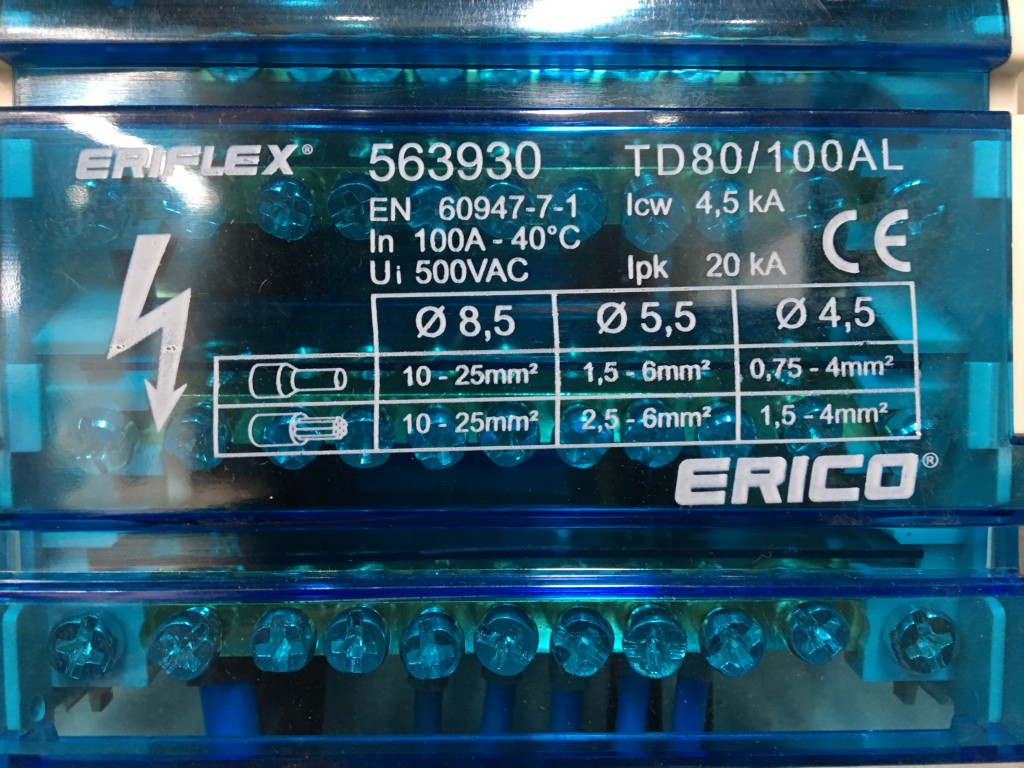 ERIFLEX® 563930 TD80/100AL
EN 60947-7-1 Icw 4,5 kA
In 100A - 40°C
Ui 500VAC Ipk 20 kA
CE
Ø 8,5 Ø 5,5 Ø 4,5
10 - 25mm² 1,5 - 6mm² 0,75 - 4mm²
10 - 25mm² 2,5 - 6mm² 1,5 - 4mm²
ERICO®